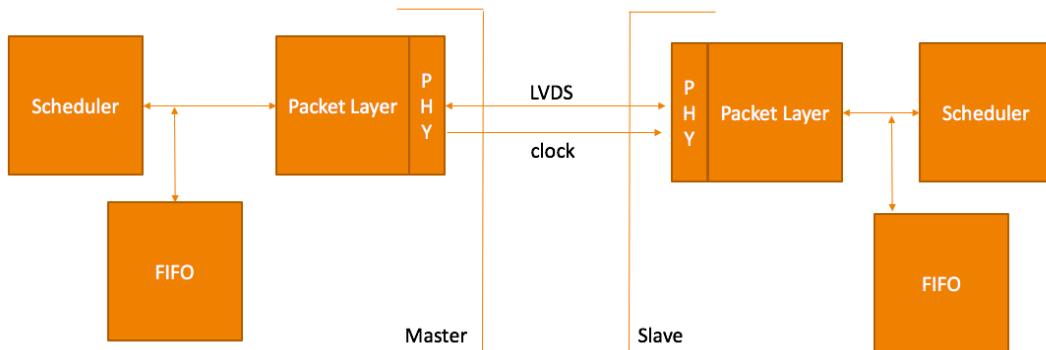 Scheduler
Packet Layer
P
H
Y
LVDS
clock
P
H
Y
Packet Layer
Scheduler
FIFO
FIFO
Master
Slave